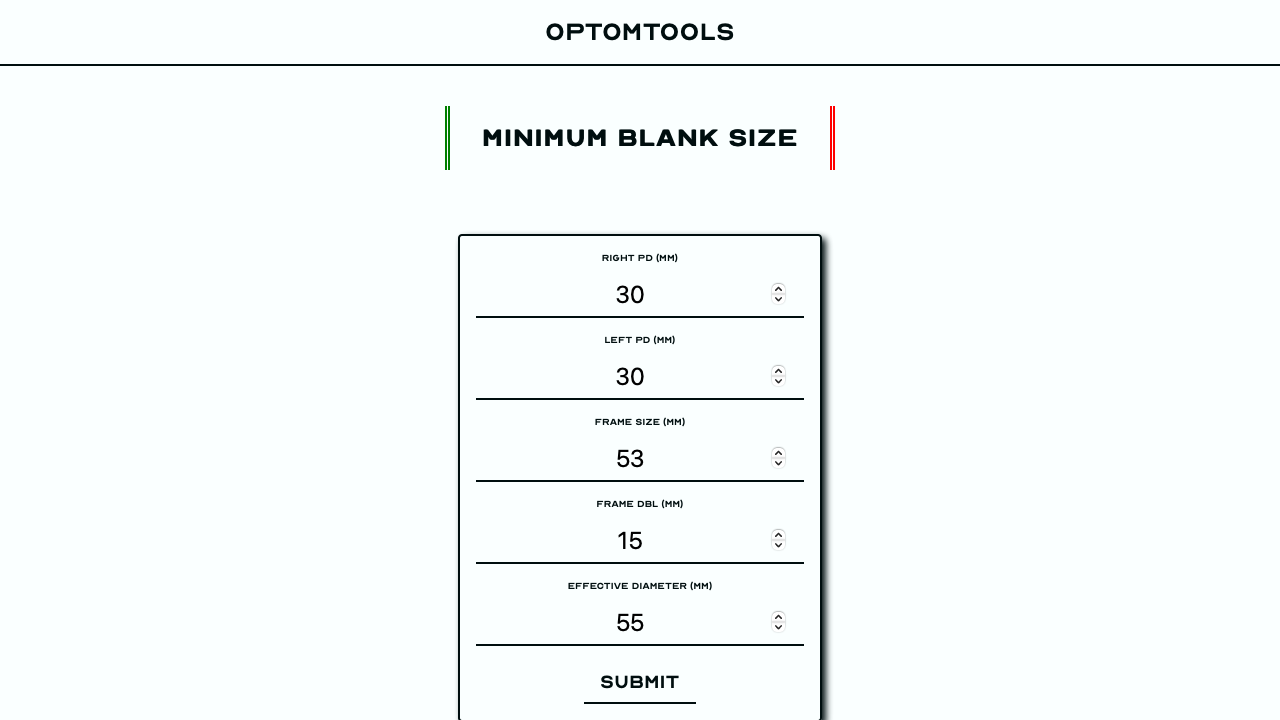 OPTOMTOOLS
MINIMUM BLANK SIZE
RIGHT PD (MM)
30
LEFT PD (MM)
30
FRAME SIZE (MM)
53
FRAME DBL (MM)
15
EFFECTIVE DIAMETER (MM)
55
SUBMIT